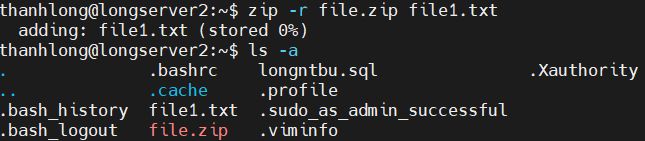 thanhlong@longserver2:~$ zip -r file.zip file1.txt
  adding: file1.txt (stored 0%)
thanhlong@longserver2:~$ ls -a
.              .bashrc    longntbu.sql               .Xauthority
..             .cache     .profile
.bash_history  file1.txt  .sudo_as_admin_successful
.bash_logout   file.zip   .viminfo